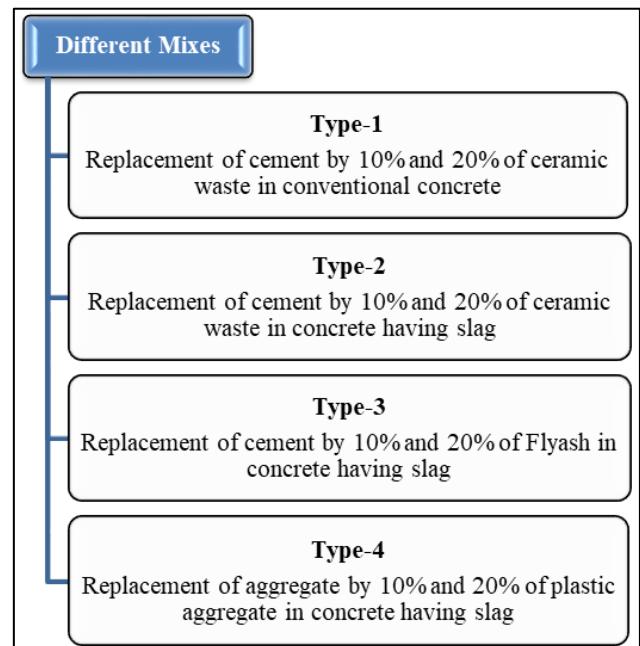 Different Mixes
Type-1
Replacement of cement by 10% and 20% of ceramic
waste in conventional concrete
Type-2
Replacement of cement by 10% and 20% of ceramic
waste in concrete having slag
Type-3
Replacement of cement by 10% and 20% of Flyash in
concrete having slag
Type-4
Replacement of aggregate by 10% and 20% of plastic
aggregate in concrete having slag